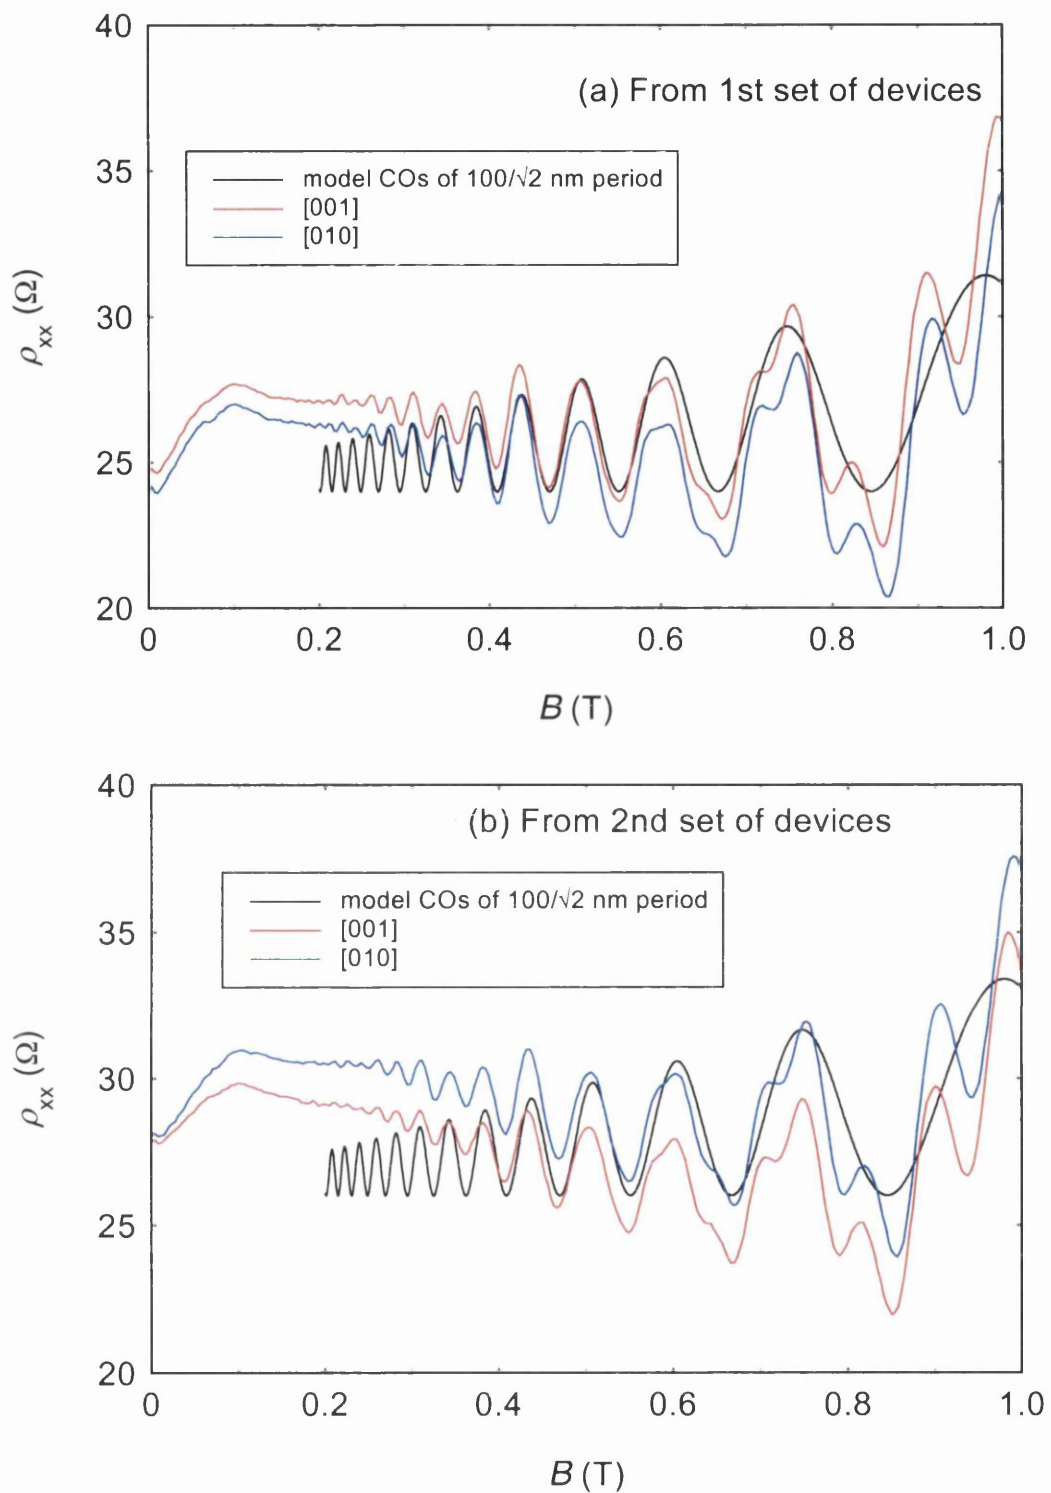 40
(a) From 1st set of devices
35
model COs of 100/√2 nm period
[001]
[010]
ρxx (Ω)
30
25
20
0 0.2 0.4 0.6 0.8 1.0
B (T)
40
(b) From 2nd set of devices
model COs of 100/√2 nm period
35
[001]
[010]
ρxx (Ω)
30
25
20
0 0.2 0.4 0.6 0.8 1.0
B (T)